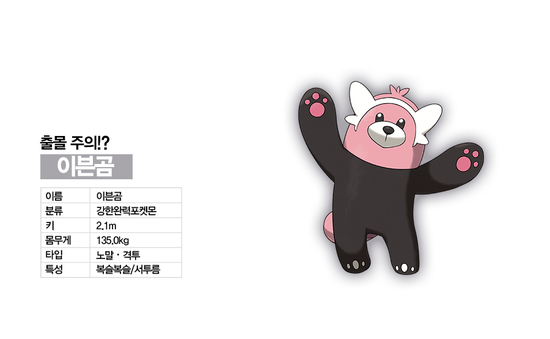 출몰 주의!?
이븐곰
이름 이븐곰
분류 강한완력포켓몬
키 2.1m
몸무게 135.0kg
타입 노말 · 격투
특성 복슬복슬/서투름